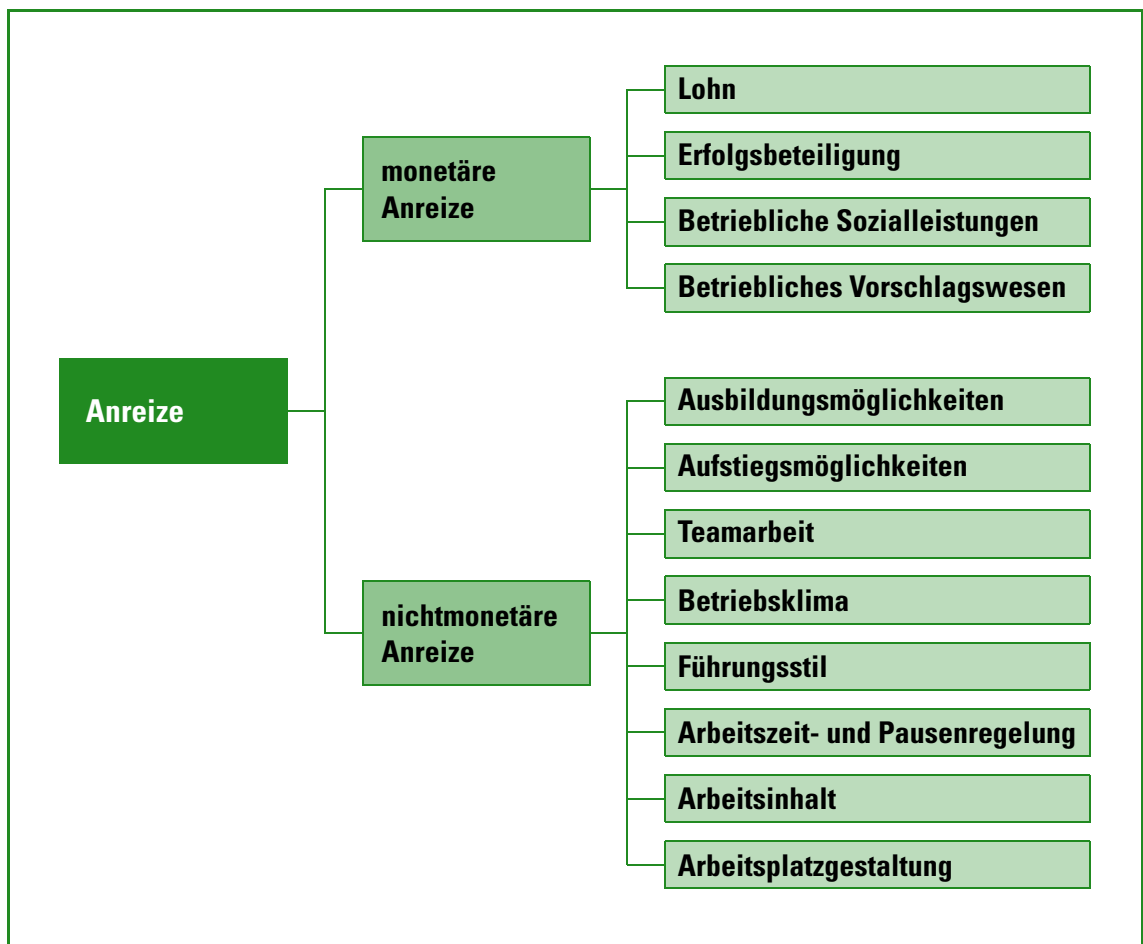 Anreize
monetäre
Anreize
Lohn
Erfolgsbeteiligung
Betriebliche Sozialleistungen
Betriebliches Vorschlagswesen
nichtmonetäre
Anreize
Ausbildungsmöglichkeiten
Aufstiegsmöglichkeiten
Teamarbeit
Betriebsklima
Führungsstil
Arbeitszeit- und Pausenregelung
Arbeitsinhalt
Arbeitsplatzgestaltung